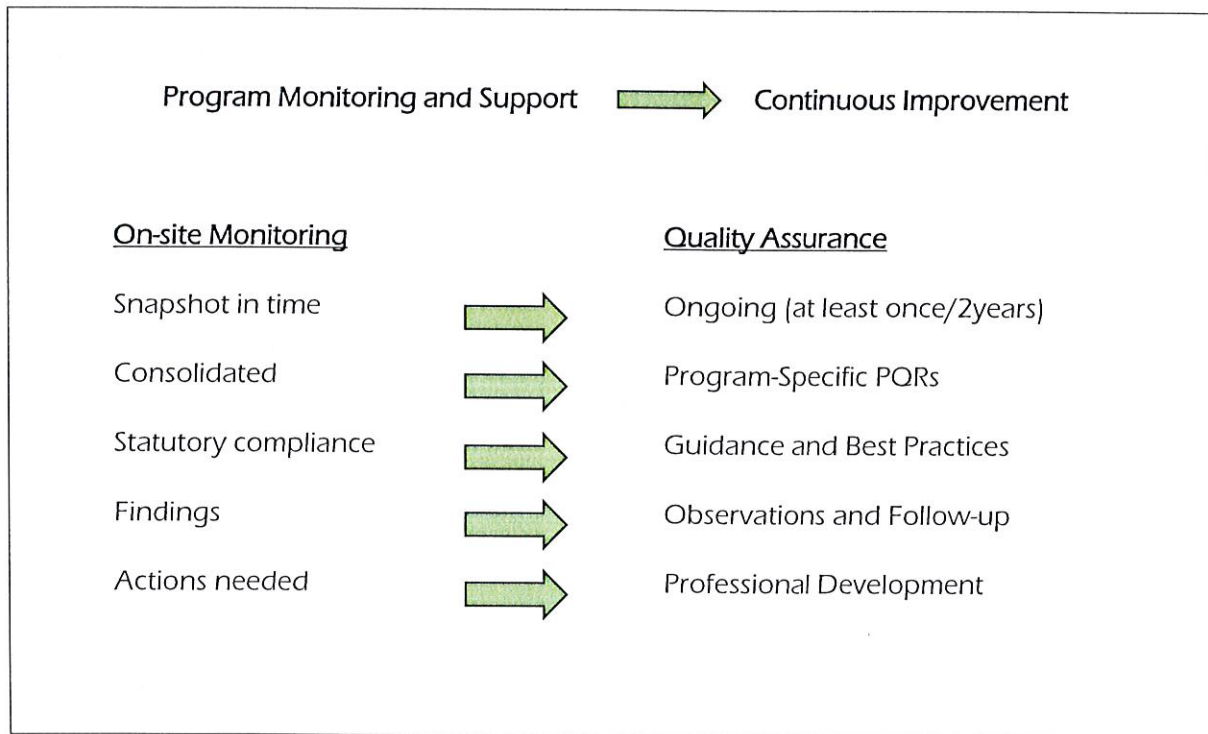 Program Monitoring and Support Continuous Improvement
On-site Monitoring Quality Assurance
Snapshot in time Ongoing (at least once/2years)
Consolidated Program-Specific PQRs
Statutory compliance Guidance and Best Practices
Findings Observations and Follow-up
Actions needed Professional Development